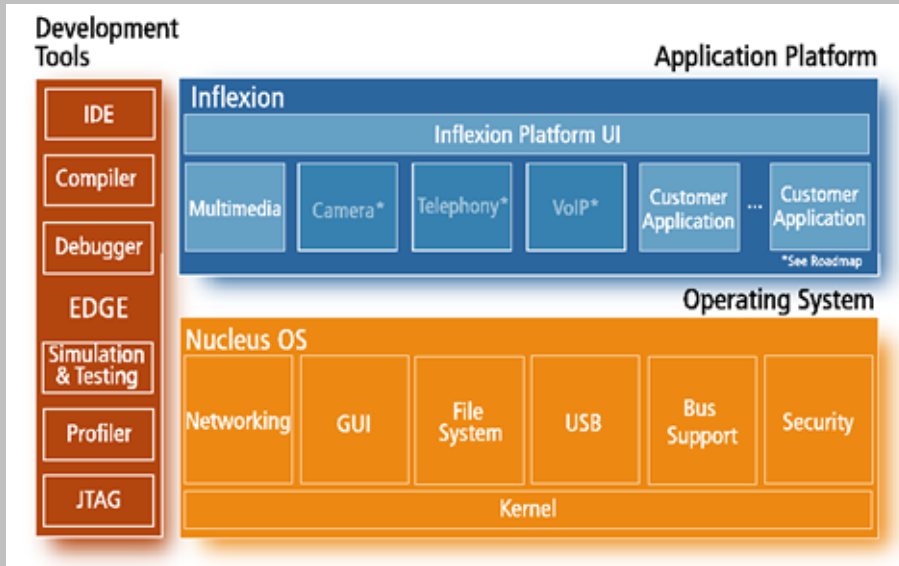 Development
Tools
IDE
Compiler
Debugger
EDGE
Simulation
& Testing
Profiler
JTAG
Application Platform
Inflexion
Inflexion Platform UI
Multimedia
Camera*
Telephony*
VoIP*
Customer
Application
...
Customer
Application
*See Roadmap
Operating System
Nucleus OS
Networking
GUI
File
System
USB
Bus
Support
Security
Kernel